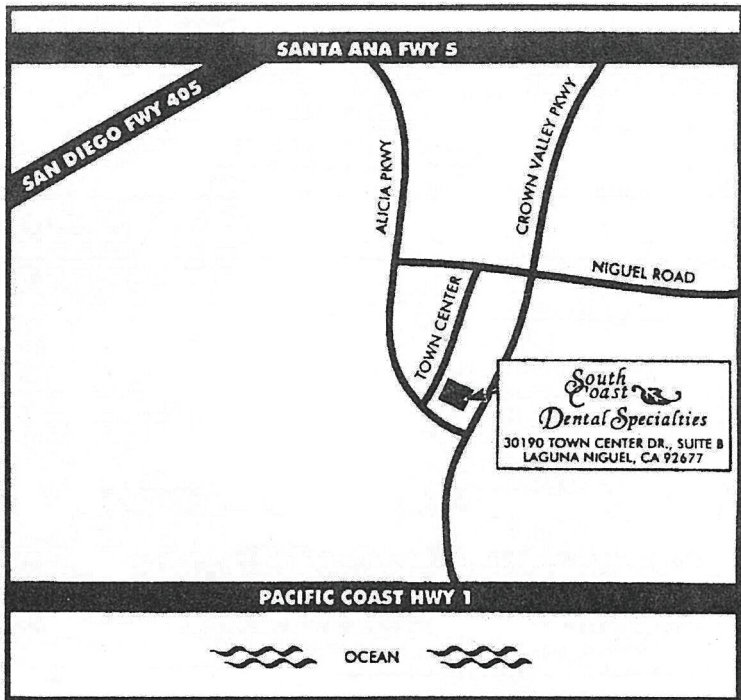 SANTA ANA FWY 5
SAN DIEGO FWY 405
ALICIA PKWY
CROWN VALLEY PKWY
NIGUEL ROAD
TOWN CENTER
South
Coast
Dental Specialties
30190 TOWN CENTER DR., SUITE B
LAGUNA NIGUEL, CA 92677
PACIFIC COAST HWY 1
OCEAN